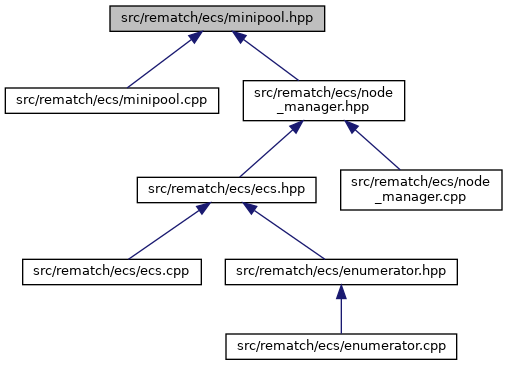 src/rematch/ecs/minipool.hpp
src/rematch/ecs/minipool.cpp
src/rematch/ecs/node
_manager.hpp
src/rematch/ecs/ecs.hpp
src/rematch/ecs/node
_manager.cpp
src/rematch/ecs/ecs.cpp
src/rematch/ecs/enumerator.hpp
src/rematch/ecs/enumerator.cpp